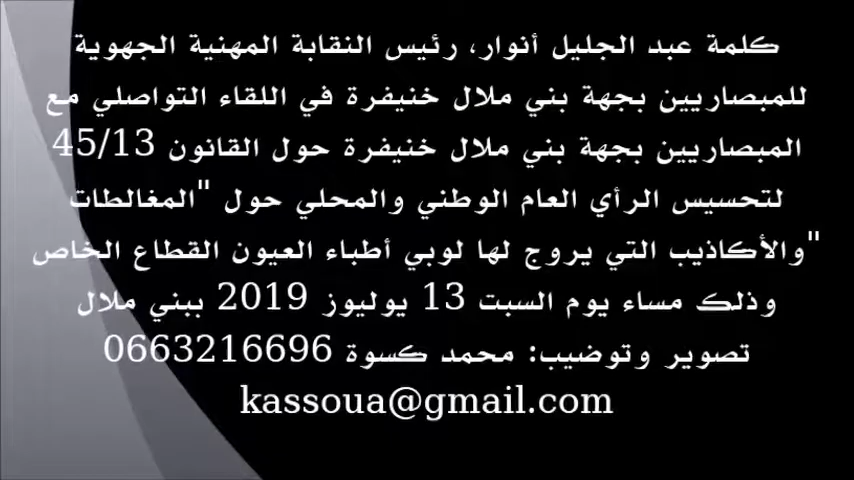 كلمة عبد الجليل أنوار، رئيس النقابة المهنية الجهوية
للمبصاريين بجهة بني ملال خنيفرة في اللقاء التواصلي مع
المبصاريين بجهة بني ملال خنيفرة حول القانون 45/13
لتحسيس الرأي العام الوطني والمحلي حول "المغالطات
والأكاذيب التي يروج لها لوبي أطباء العيون القطاع الخاص"
وذلك مساء يوم السبت 13 يوليوز 2019 ببني ملال
تصوير وتوضيب: محمد كسوة 0663216696
kassoua@gmail.com